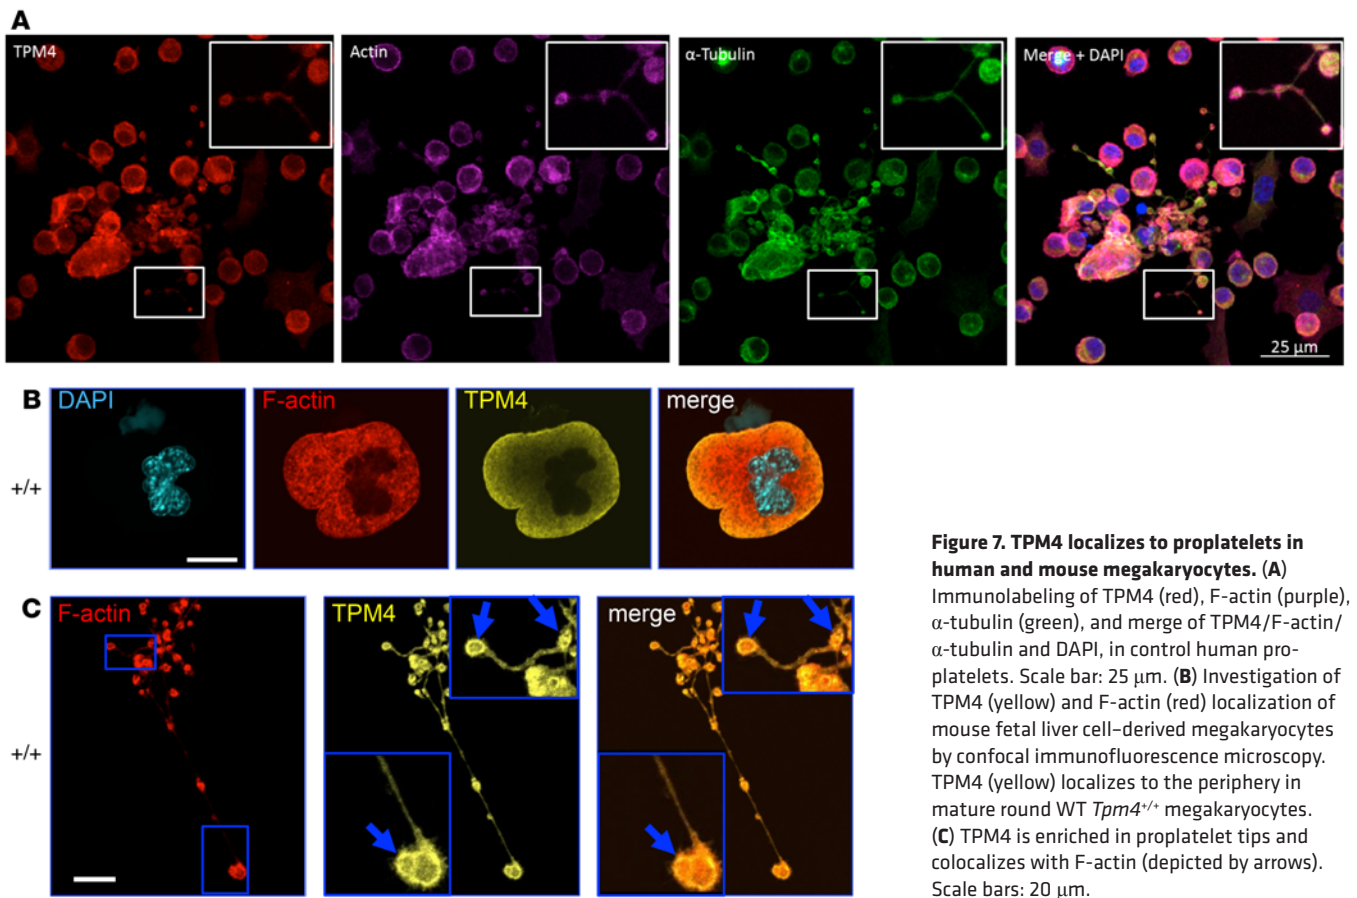 A
TPM4
Actin
α-Tubulin
Merge + DAPI
25 µm
B
DAPI
F-actin
TPM4
merge
+/+
C
F-actin
TPM4
merge
+/+
Figure 7. TPM4 localizes to proplatelets in
human and mouse megakaryocytes. (A)
Immunolabeling of TPM4 (red), F-actin (purple),
α-tubulin (green), and merge of TPM4/F-actin/
α-tubulin and DAPI, in control human pro-
platelets. Scale bar: 25 μm. (B) Investigation of
TPM4 (yellow) and F-actin (red) localization of
mouse fetal liver cell–derived megakaryocytes
by confocal immunofluorescence microscopy.
TPM4 (yellow) localizes to the periphery in
mature round WT Tpm4+/+ megakaryocytes.
(C) TPM4 is enriched in proplatelet tips and
colocalizes with F-actin (depicted by arrows).
Scale bars: 20 μm.